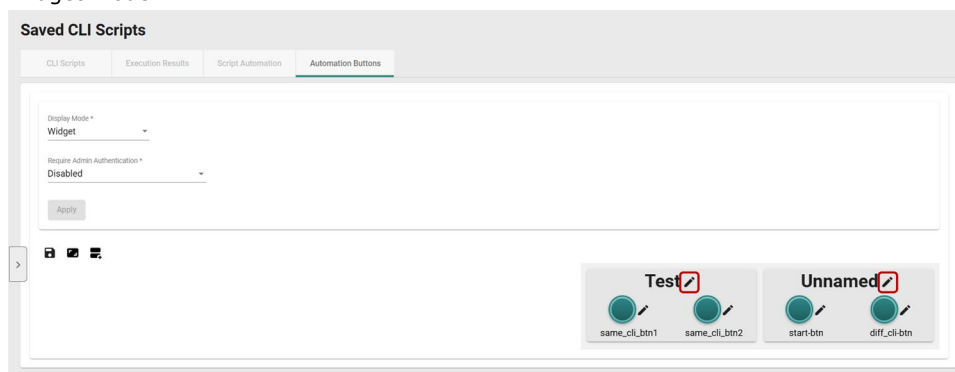 Saved CLI Scripts
CLI Scripts Execution Results Script Automation Automation Buttons
Display Mode *
Widget
Require Admin Authentication *
Disabled
Apply
>
Test Unnamed
same_cli_btn1 same_cli_btn2 start-btn diff_cli-btn